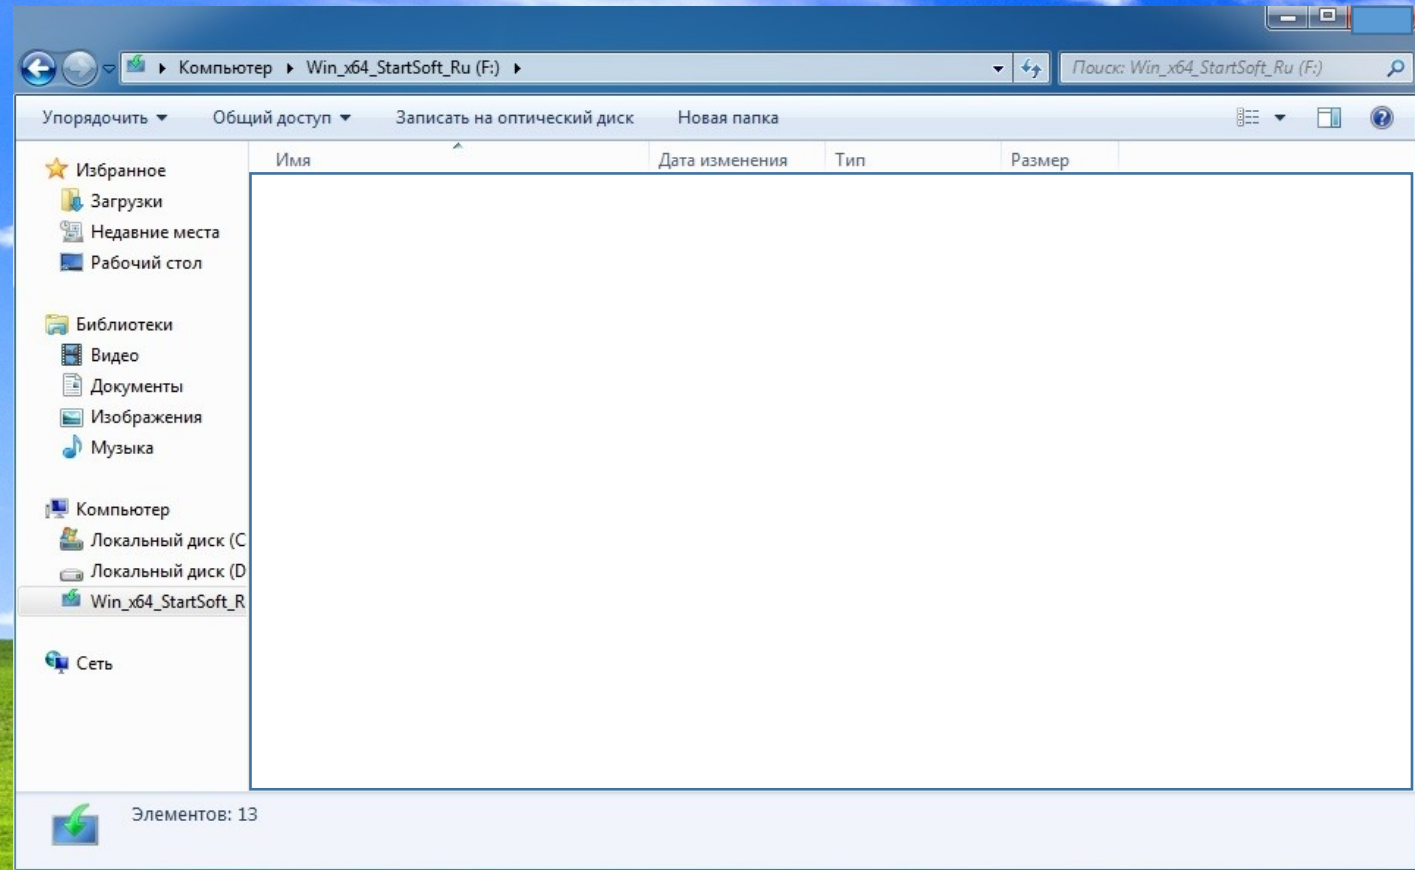 Компьютер Win_x64_StartSoft_Ru (F:) Поиск: Win_x64_StartSoft_Ru (F:)
Упорядочить Общий доступ Записать на оптический диск Новая папка
Имя Дата изменения Тип Размер
Избранное
Загрузки
Недавние места
Рабочий стол
Библиотеки
Видео
Документы
Изображения
Музыка
Компьютер
Локальный диск (C
Локальный диск (D
Win_x64_StartSoft_R
Сеть
Элементов: 13